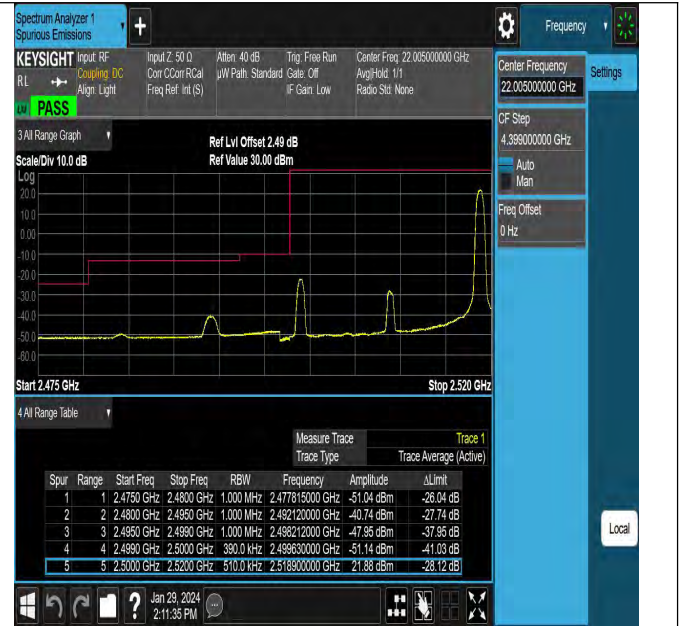 Spectrum Analyzer 1
Spurious Emissions
+
Frequency
KEYSIGHT Input: RF Input Z: 50 Ω Atten: 40 dB Trig: Free Run Center Freq: 22.005000000 GHz
RL Coupling: DC Corr CCorr RCal µW Path: Standard Gate: Off Avg|Hold: 1/1
Align: Light Freq Ref: Int (S) IF Gain: Low Radio Std: None
LM PASS
Center Frequency
22.005000000 GHz
Settings
CF Step
4.399000000 GHz
Auto
Man
Freq Offset
0 Hz
3 All Range Graph
Ref Lvl Offset 2.49 dB
Scale/Div 10.0 dB Ref Value 30.00 dBm
Log
20.0
10.0
0.00
-10.0
-20.0
-30.0
-40.0
-50.0
-60.0
Start 2.475 GHz Stop 2.520 GHz
4 All Range Table
Measure Trace Trace 1
Trace Type Trace Average (Active)
Spur Range Start Freq Stop Freq RBW Frequency Amplitude ΔLimit
1 1 2.4750 GHz 2.4800 GHz 1.000 MHz 2.477815000 GHz -51.04 dBm -26.04 dB
2 2 2.4800 GHz 2.4950 GHz 1.000 MHz 2.492120000 GHz -40.74 dBm -27.74 dB
3 3 2.4950 GHz 2.4990 GHz 1.000 MHz 2.498212000 GHz -47.95 dBm -37.95 dB
4 4 2.4990 GHz 2.5000 GHz 390.0 kHz 2.499630000 GHz -51.14 dBm -41.03 dB
5 5 2.5000 GHz 2.5200 GHz 510.0 kHz 2.518900000 GHz 21.88 dBm -28.12 dB
Local
?
Jan 29, 2024
2:11:35 PM